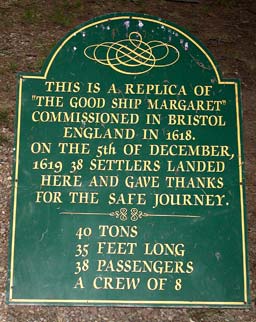 THIS IS A REPLICA OF
"THE GOOD SHIP MARGARET"
COMMISSIONED IN BRISTOL
ENGLAND IN 1618.
ON THE 5th OF DECEMBER,
1619 38 SETTLERS LANDED
HERE AND GAVE THANKS
FOR THE SAFE JOURNEY.
40 TONS
35 FEET LONG
38 PASSENGERS
A CREW OF 8